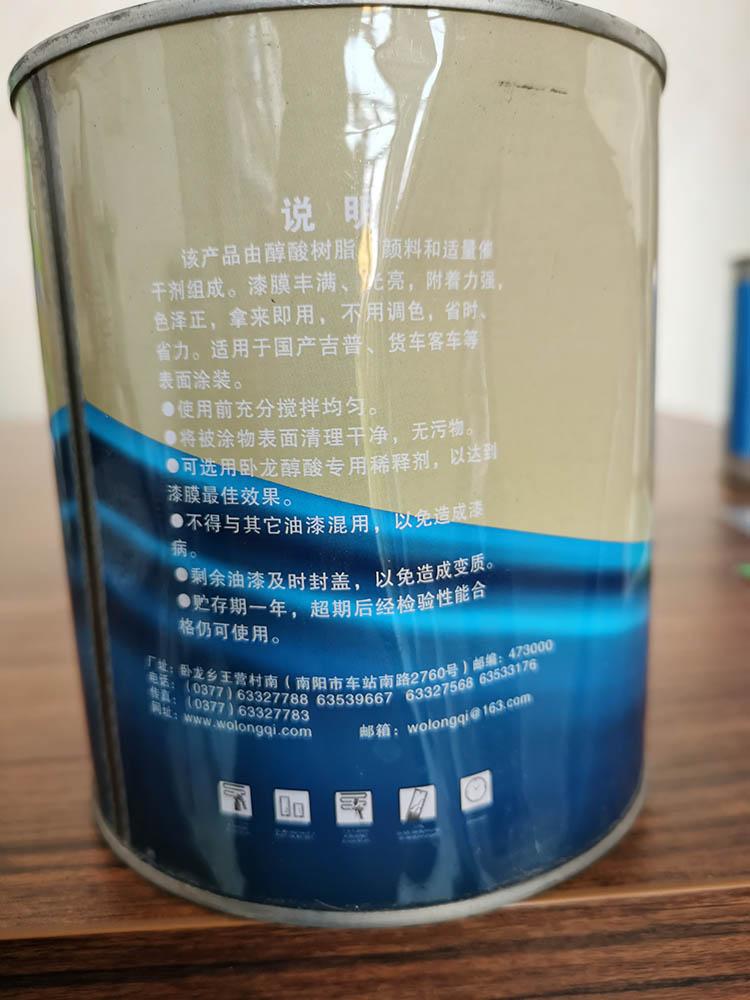 说 明
该产品由醇酸树脂、颜料和适量催
干剂组成。漆膜丰满、光亮，附着力强，
色泽正，拿来即用，不用调色，省时、
省力。适用于国产吉普、货车客车等
表面涂装。
●使用前充分搅拌均匀。
●将被涂物表面清理干净，无污物。
●可选用卧龙醇酸专用稀释剂，以达到
漆膜最佳效果。
●不得与其它油漆混用，以免造成漆
病。
●剩余油漆及时封盖，以免造成变质。
●贮存期一年，超期后经检验性能合
格仍可使用。
厂址：卧龙乡王营村南（南阳市车站南路2760号）邮编：473000
电话：（0377）63327788 63539667 63327568 63533176
传真：（0377）63327783
网址：www.wolongqi.com 邮箱：wolongqi@163.com